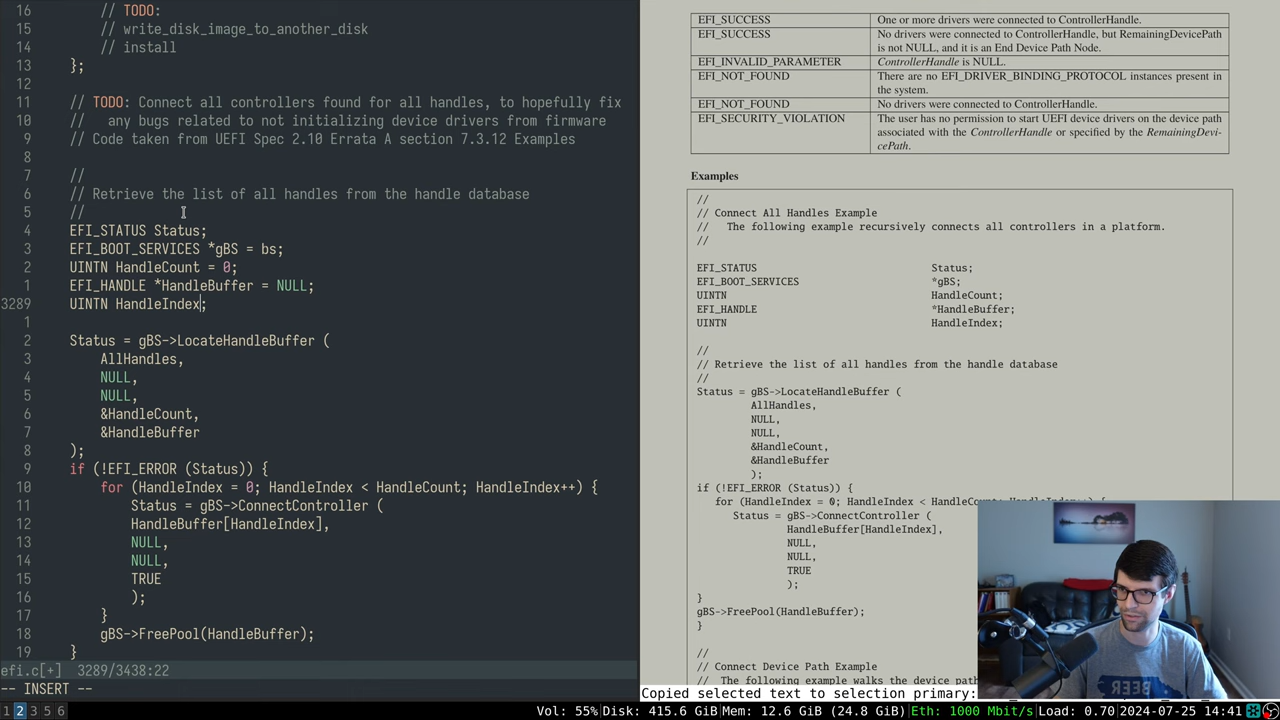 16 // TODO:
15 // write_disk_image_to_another_disk
14 // install
13 };
12
11 // TODO: Connect all controllers found for all handles, to hopefully fix
10 // any bugs related to not initializing device drivers from firmware
9 // Code taken from UEFI Spec 2.10 Errata A section 7.3.12 Examples
8
7 //
6 // Retrieve the list of all handles from the handle database
5 //
4 EFI_STATUS Status;
3 EFI_BOOT_SERVICES *gBS = bs;
2 UINTN HandleCount = 0;
1 EFI_HANDLE *HandleBuffer = NULL;
3289 UINTN HandleIndex;
1
2 Status = gBS->LocateHandleBuffer (
3 AllHandles,
4 NULL,
5 NULL,
6 &HandleCount,
7 &HandleBuffer
8 );
9 if (!EFI_ERROR (Status)) {
10 for (HandleIndex = 0; HandleIndex < HandleCount; HandleIndex++) {
11 Status = gBS->ConnectController (
12 HandleBuffer[HandleIndex],
13 NULL,
14 NULL,
15 TRUE
16 );
17 }
18 gBS->FreePool(HandleBuffer);
19 }
efi.c[+] 3289/3438:22
-- INSERT --
EFI_SUCCESS One or more drivers were connected to ControllerHandle.
EFI_SUCCESS No drivers were connected to ControllerHandle, but RemainingDevicePath
is not NULL, and it is an End Device Path Node.
EFI_INVALID_PARAMETER ControllerHandle is NULL.
EFI_NOT_FOUND There are no EFI_DRIVER_BINDING_PROTOCOL instances present in
the system.
EFI_NOT_FOUND No drivers were connected to ControllerHandle.
EFI_SECURITY_VIOLATION The user has no permission to start UEFI device drivers on the device path
associated with the ControllerHandle or specified by the RemainingDevi-
cePath.
Examples
//
// Connect All Handles Example
// The following example recursively connects all controllers in a platform.
//
EFI_STATUS Status;
EFI_BOOT_SERVICES *gBS;
UINTN HandleCount;
EFI_HANDLE *HandleBuffer;
UINTN HandleIndex;
//
// Retrieve the list of all handles from the handle database
//
Status = gBS->LocateHandleBuffer (
AllHandles,
NULL,
NULL,
&HandleCount,
&HandleBuffer
);
if (!EFI_ERROR (Status)) {
for (HandleIndex = 0; HandleIndex < HandleCount; HandleIndex++) {
Status = gBS->ConnectController (
HandleBuffer[HandleIndex],
NULL,
NULL,
TRUE
);
}
gBS->FreePool(HandleBuffer);
}
//
// Connect Device Path Example
// The following example walks the device path
Copied selected text to selection primary:
BEER
1 2 3 5 6 Vol: 55%|Disk: 415.6 GiB|Mem: 12.6 GiB (24.8 GiB)|Eth: 1000 Mbit/s|Load: 0.70|2024-07-25 14:41